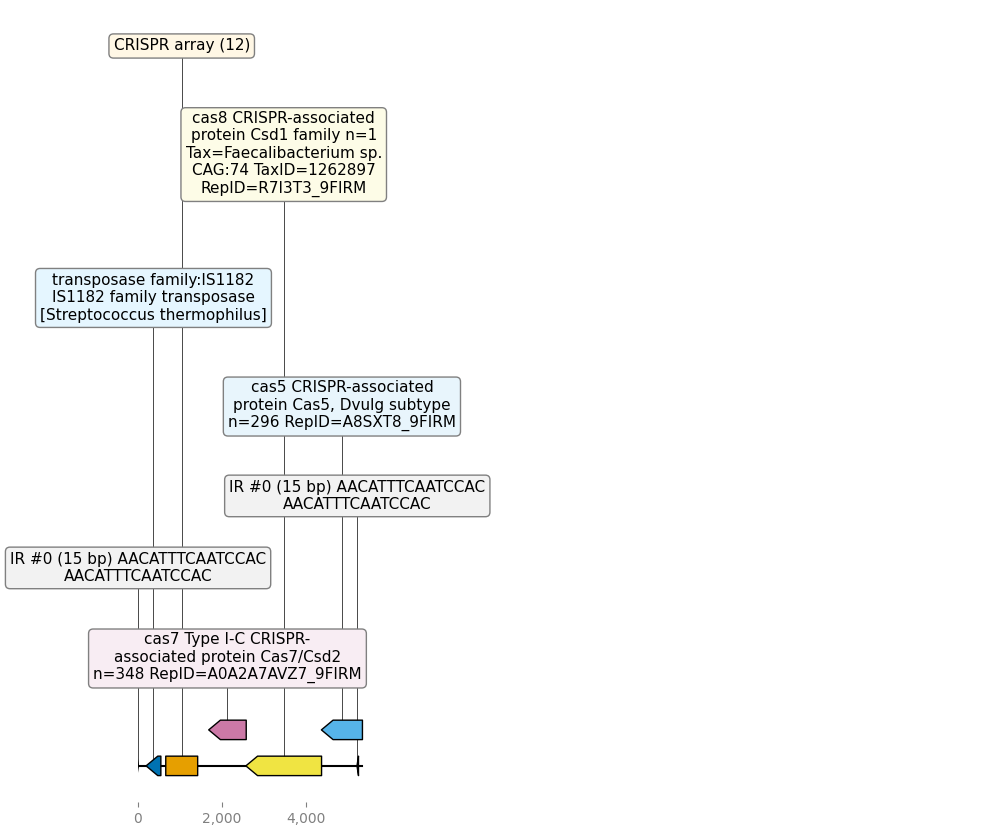 CRISPR array (12)
cas8 CRISPR-associated
protein Csd1 family n=1
Tax=Faecalibacterium sp.
CAG:74 TaxID=1262897
RepID=R7I3T3_9FIRM
transposase family:IS1182
IS1182 family transposase
[Streptococcus thermophilus]
cas5 CRISPR-associated
protein Cas5, Dvulg subtype
n=296 RepID=A8SXT8_9FIRM
IR #0 (15 bp) AACATTTCAATCCAC
AACATTTCAATCCAC
IR #0 (15 bp) AACATTTCAATCCAC
AACATTTCAATCCAC
cas7 Type I-C CRISPR-
associated protein Cas7/Csd2
n=348 RepID=A0A2A7AVZ7_9FIRM
0
2,000
4,000